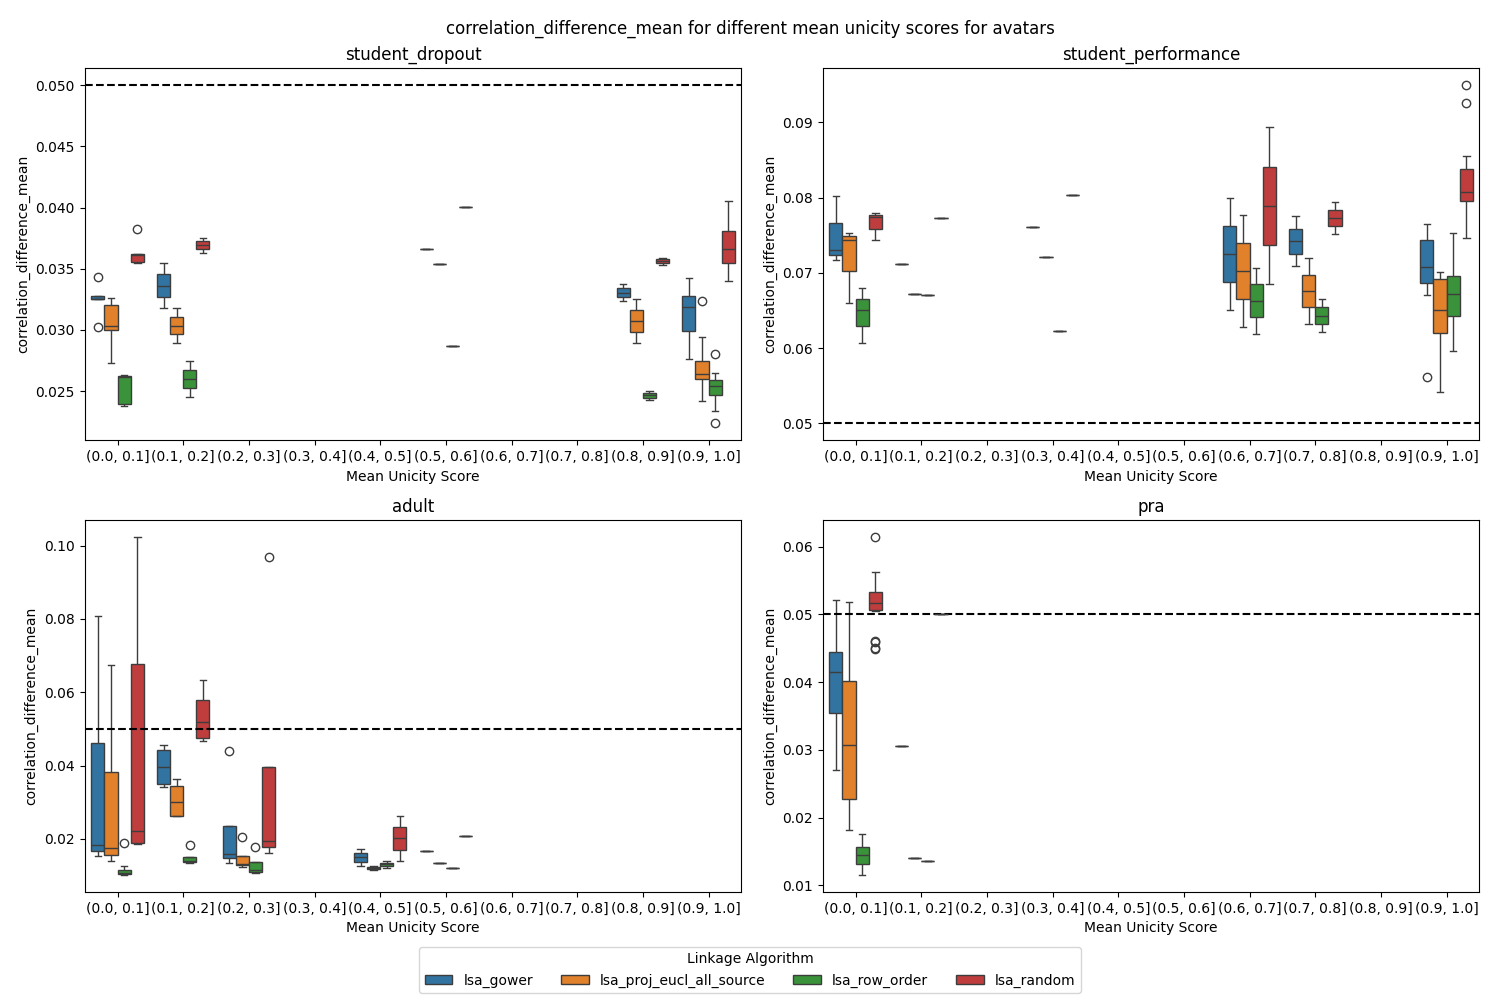 correlation_difference_mean for different mean unicity scores for avatars
student_dropout
0.050
0.045
0.040
0.035
0.030
0.025
correlation_difference_mean
(0.0, 0.1] (0.1, 0.2] (0.2, 0.3] (0.3, 0.4] (0.4, 0.5] (0.5, 0.6] (0.6, 0.7] (0.7, 0.8] (0.8, 0.9] (0.9, 1.0]
Mean Unicity Score
student_performance
0.09
0.08
0.07
0.06
0.05
correlation_difference_mean
(0.0, 0.1] (0.1, 0.2] (0.2, 0.3] (0.3, 0.4] (0.4, 0.5] (0.5, 0.6] (0.6, 0.7] (0.7, 0.8] (0.8, 0.9] (0.9, 1.0]
Mean Unicity Score
adult
0.10
0.08
0.06
0.04
0.02
correlation_difference_mean
(0.0, 0.1] (0.1, 0.2] (0.2, 0.3] (0.3, 0.4] (0.4, 0.5] (0.5, 0.6] (0.6, 0.7] (0.7, 0.8] (0.8, 0.9] (0.9, 1.0]
Mean Unicity Score
pra
0.06
0.05
0.04
0.03
0.02
0.01
correlation_difference_mean
(0.0, 0.1] (0.1, 0.2] (0.2, 0.3] (0.3, 0.4] (0.4, 0.5] (0.5, 0.6] (0.6, 0.7] (0.7, 0.8] (0.8, 0.9] (0.9, 1.0]
Mean Unicity Score
Linkage Algorithm
lsa_gower lsa_proj_eucl_all_source lsa_row_order lsa_random